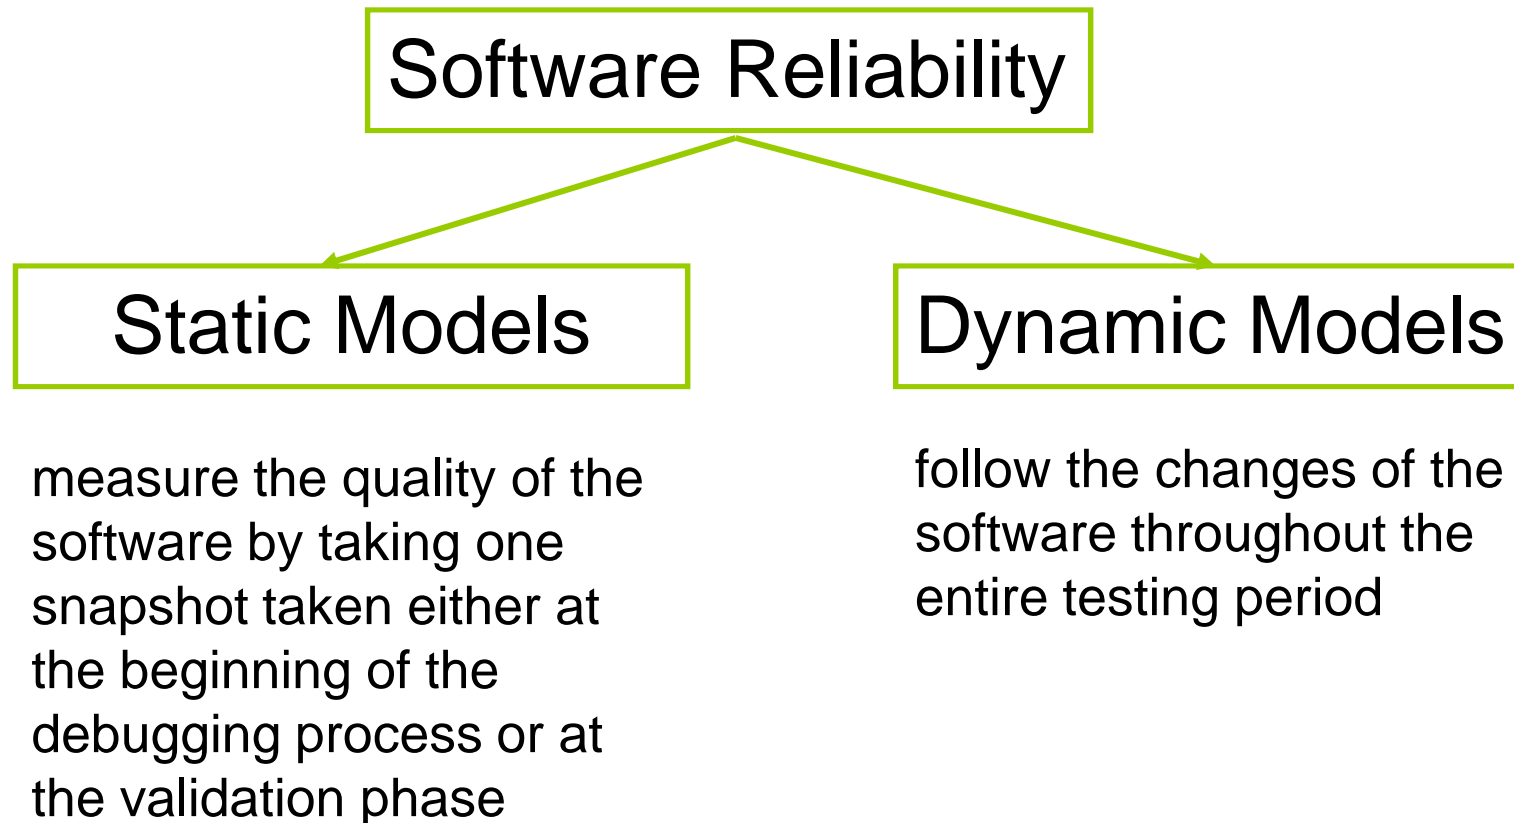 Software Reliability
Static Models
Dynamic Models
measure the quality of the
software by taking one
snapshot taken either at
the beginning of the
debugging process or at
the validation phase
follow the changes of the
software throughout the
entire testing period